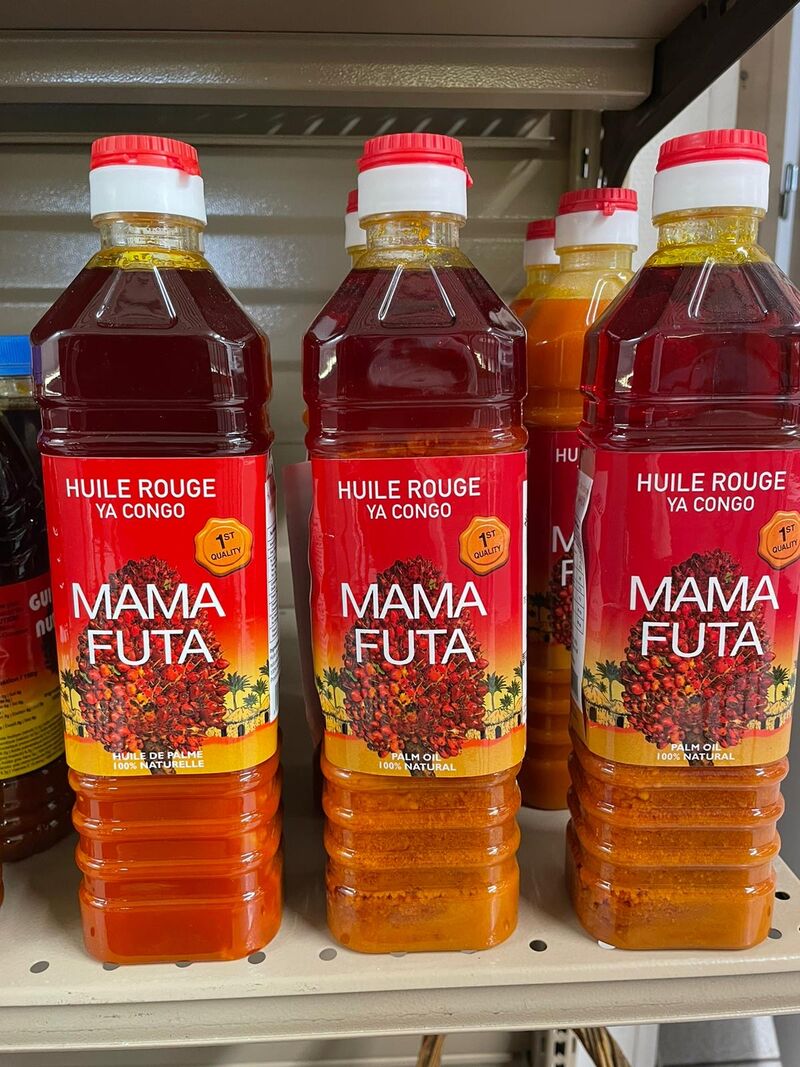 HUILE ROUGE
YA CONGO
1ST
QUALITY
MAMA
FUTA
HUILE DE PALME
100% NATURELLE
HUILE ROUGE
YA CONGO
1ST
QUALITY
MAMA
FUTA
PALM OIL
100% NATURAL
HU
M
F
HUILE ROUGE
YA CONGO
1ST
QUALITY
MAMA
FUTA
PALM OIL
100% NATURAL